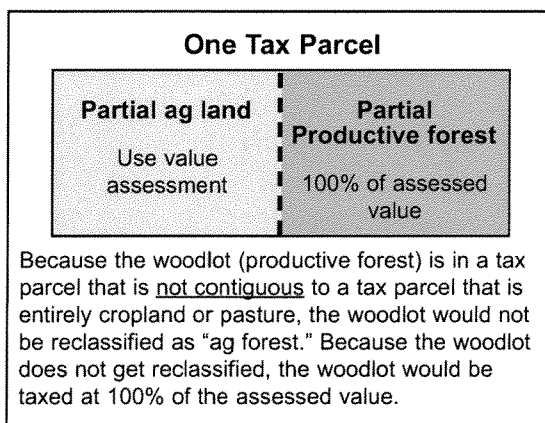 One Tax Parcel
Partial ag land
Use value
assessment
Partial
Productive forest
100% of assessed
value
Because the woodlot (productive forest) is in a tax
parcel that is not contiguous to a tax parcel that is
entirely cropland or pasture, the woodlot would not
be reclassified as “ag forest.” Because the woodlot
does not get reclassified, the woodlot would be
taxed at 100% of the assessed value.